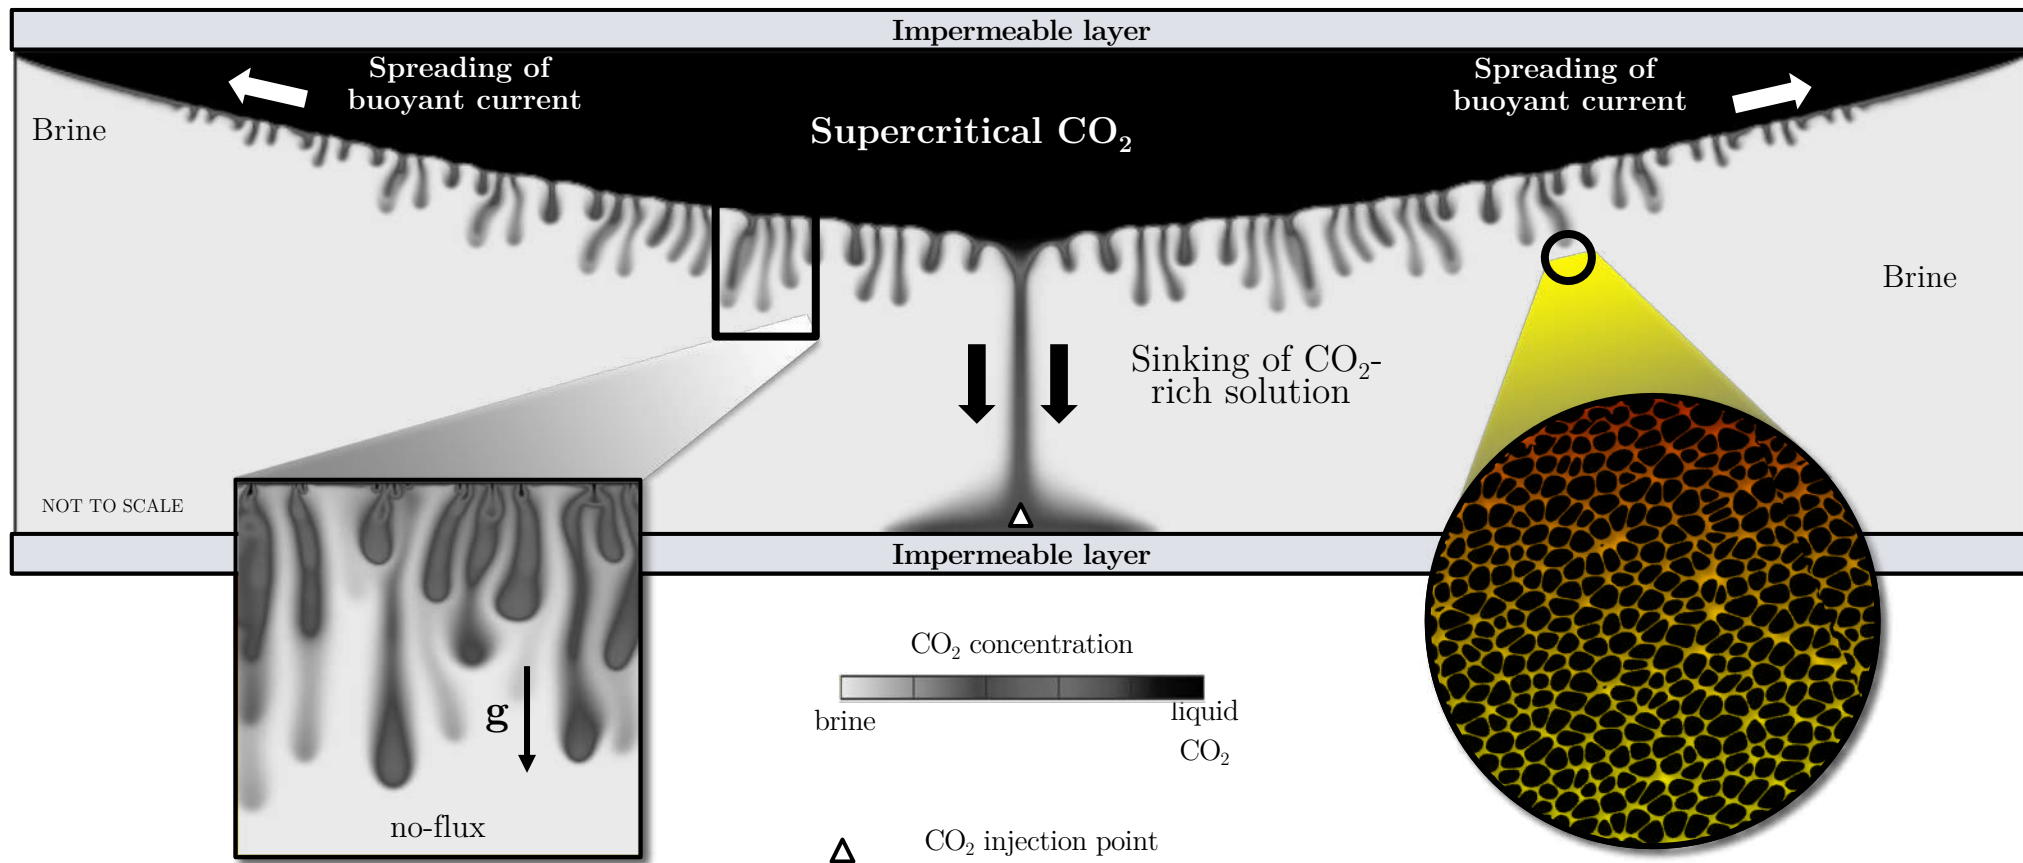 Impermeable layer
Spreading of
buoyant current
Spreading of
buoyant current
Brine
Supercritical CO₂
Brine
Sinking of CO₂-
rich solution
NOT TO SCALE
Impermeable layer
g
no-flux
CO₂ concentration
brine
liquid
CO₂
CO₂ injection point